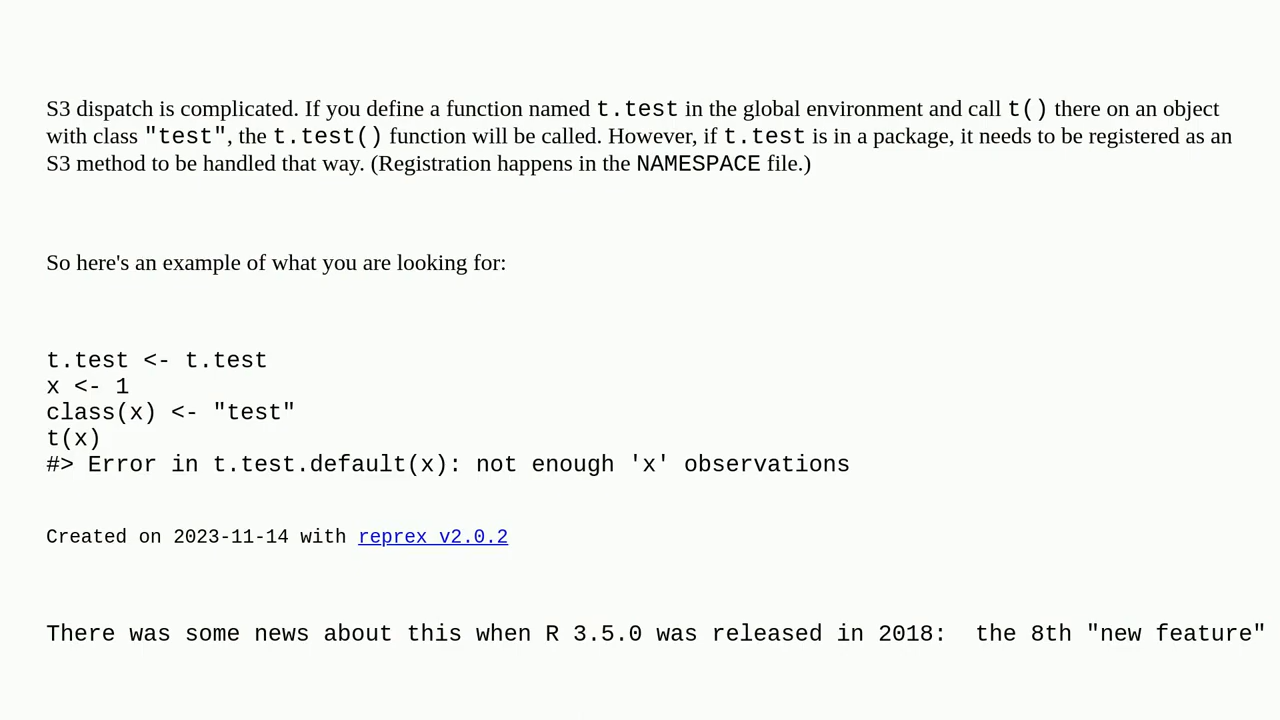 S3 dispatch is complicated. If you define a function named t.test in the global environment and call t() there on an object
with class "test", the t.test() function will be called. However, if t.test is in a package, it needs to be registered as an
S3 method to be handled that way. (Registration happens in the NAMESPACE file.)
So here's an example of what you are looking for:
t.test <- t.test
x <- 1
class(x) <- "test"
t(x)
#> Error in t.test.default(x): not enough 'x' observations
Created on 2023-11-14 with reprex v2.0.2
There was some news about this when R 3.5.0 was released in 2018:  the 8th "new feature"